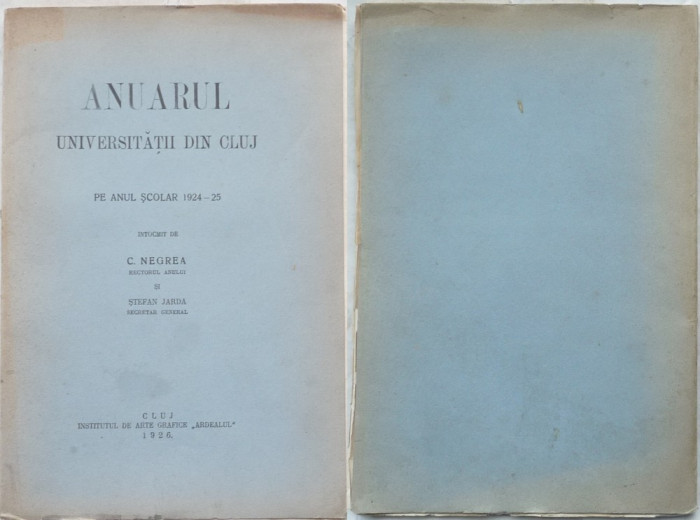 ANUARUL
UNIVERSITĂȚII DIN CLUJ
PE ANUL ȘCOLAR 1924–25
INTOCMIT DE
C. NEGREA
RECTORUL ANULUI
ȘI
ȘTEFAN JARDA
SECRETAR GENERAL
CLUJ
INSTITUTUL DE ARTE GRAFICE „ARDEALUL"
1926.